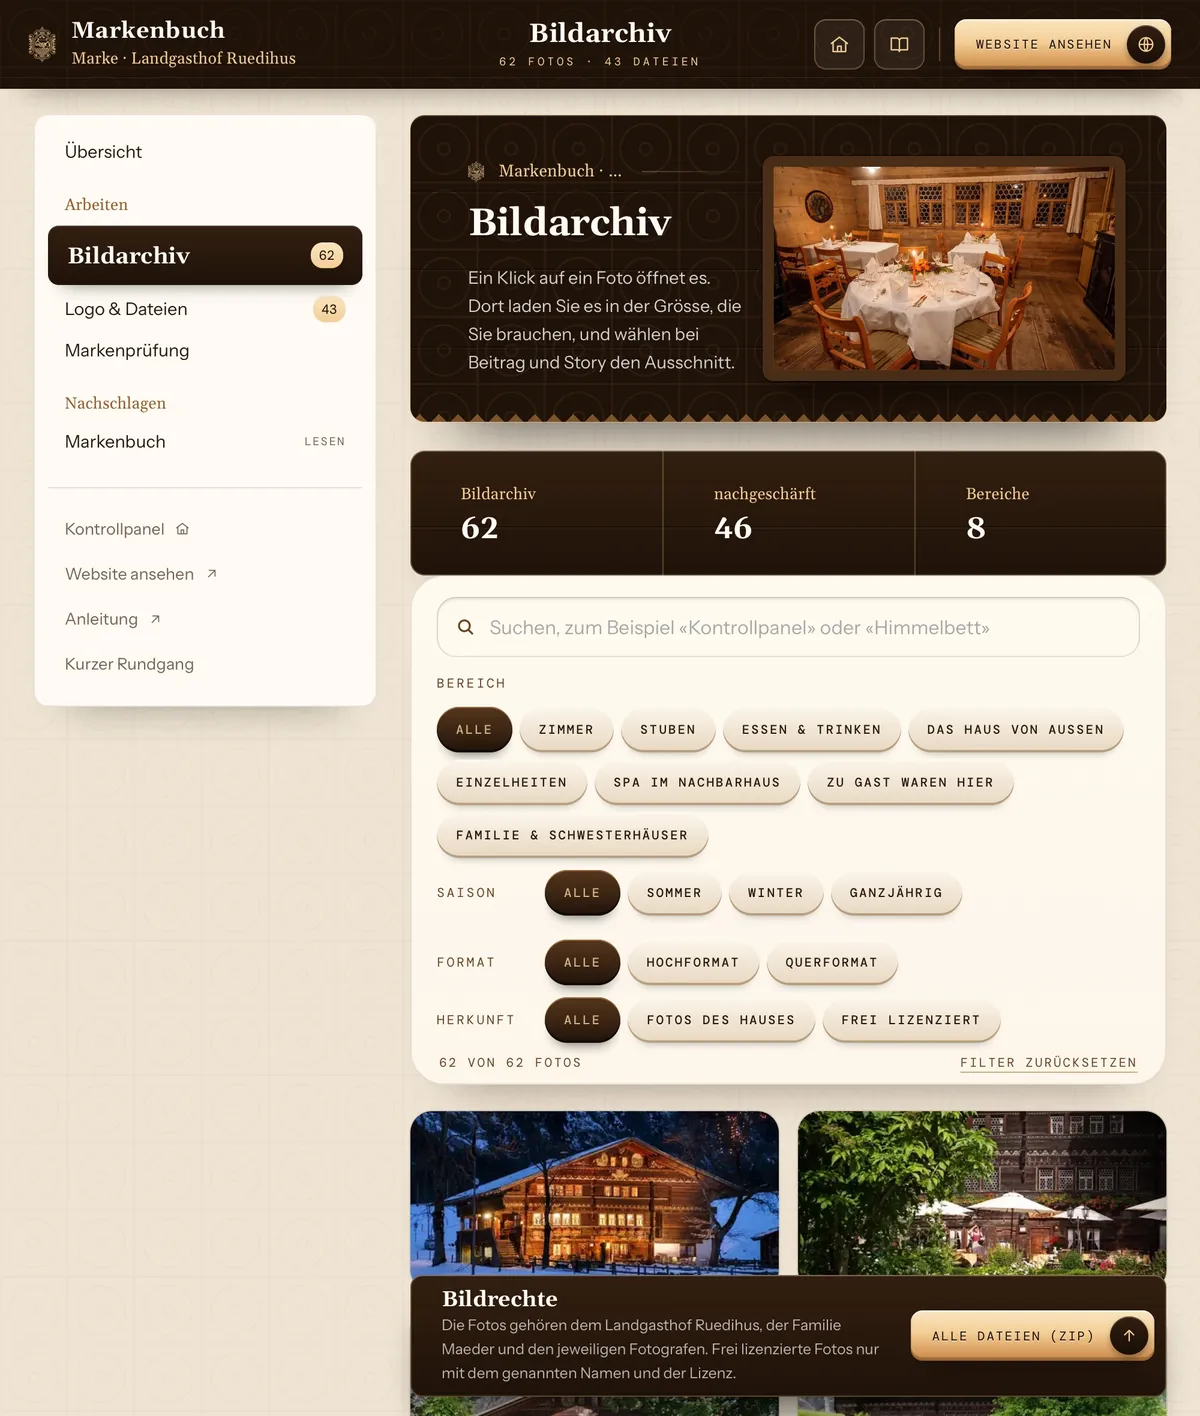 Markenbuch
Marke · Landgasthof Ruedihus
Bildarchiv
62 FOTOS · 43 DATEIEN
WEBSITE ANSEHEN
Übersicht
Arbeiten
Bildarchiv 62
Logo & Dateien 43
Markenprüfung
Nachschlagen
Markenbuch LESEN
Kontrollpanel
Website ansehen
Anleitung
Kurzer Rundgang
Markenbuch · ...
Bildarchiv
Ein Klick auf ein Foto öffnet es.
Dort laden Sie es in der Grösse, die
Sie brauchen, und wählen bei
Beitrag und Story den Ausschnitt.
Bildarchiv
62
nachgeschärft
46
Bereiche
8
Suchen, zum Beispiel «Kontrollpanel» oder «Himmelbett»
BEREICH
ALLE ZIMMER STUBEN ESSEN & TRINKEN DAS HAUS VON AUSSEN
EINZELHEITEN SPA IM NACHBARHAUS ZU GAST WAREN HIER
FAMILIE & SCHWESTERHÄUSER
SAISON ALLE SOMMER WINTER GANZJÄHRIG
FORMAT ALLE HOCHFORMAT QUERFORMAT
HERKUNFT ALLE FOTOS DES HAUSES FREI LIZENZIERT
62 VON 62 FOTOS FILTER ZURÜCKSETZEN
Bildrechte
Die Fotos gehören dem Landgasthof Ruedihus, der Familie
Maeder und den jeweiligen Fotografen. Frei lizenzierte Fotos nur
mit dem genannten Namen und der Lizenz.
ALLE DATEIEN (ZIP)